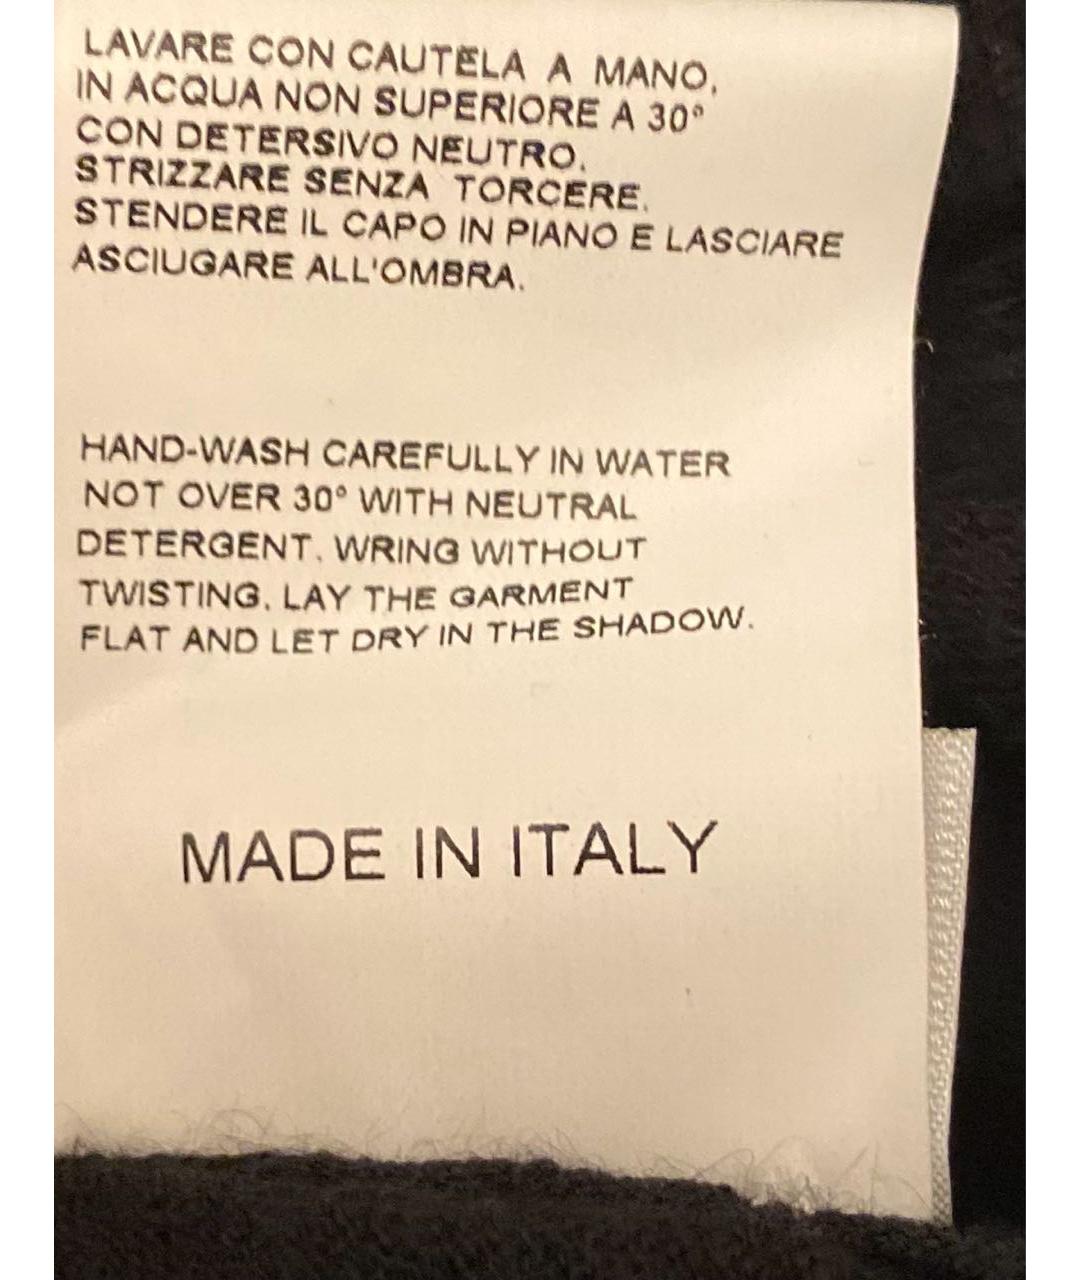 LAVARE CON CAUTELA A MANO,
IN ACQUA NON SUPERIORE A 30°
CON DETERSIVO NEUTRO.
STRIZZARE SENZA TORCERE.
STENDERE IL CAPO IN PIANO E LASCIARE
ASCIUGARE ALL'OMBRA.
HAND-WASH CAREFULLY IN WATER
NOT OVER 30° WITH NEUTRAL
DETERGENT. WRING WITHOUT
TWISTING. LAY THE GARMENT
FLAT AND LET DRY IN THE SHADOW.
MADE IN ITALY